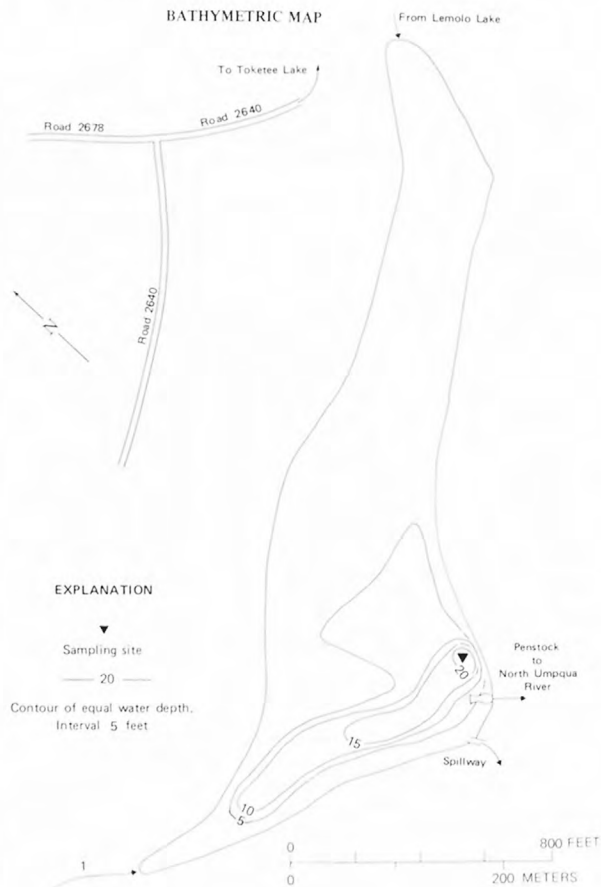 BATHYMETRIC MAP
From Lemolo Lake
To Toketee Lake
Road 2678
Road 2640
N
Road 2640
EXPLANATION
Sampling site
20
Contour of equal water depth,
Interval 5 feet
20
Penstock
to
North Umpqua
River
15
Spillway
10
5
1
0
800 FEET
0
200 METERS